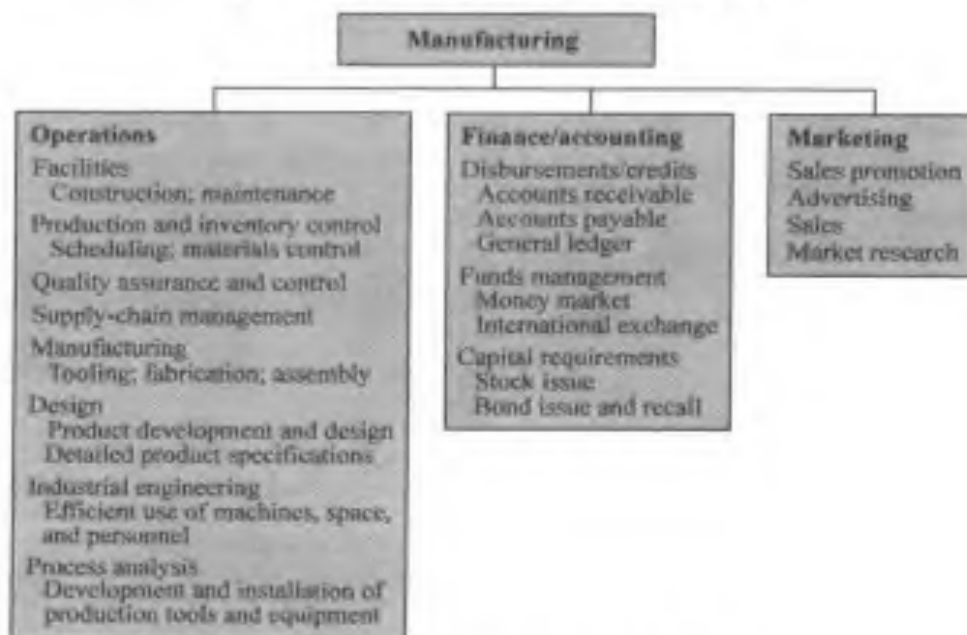 Manufacturing
Operations
Facilities
Construction; maintenance
Production and inventory control
Scheduling; materials control
Quality assurance and control
Supply-chain management
Manufacturing
Tooling; fabrication; assembly
Design
Product development and design
Detailed product specifications
Industrial engineering
Efficient use of machines, space,
and personnel
Process analysis
Development and installation of
production tools and equipment
Finance/accounting
Disbursements/credits
Accounts receivable
Accounts payable
General ledger
Funds management
Money market
International exchange
Capital requirements
Stock issue
Bond issue and recall
Marketing
Sales promotion
Advertising
Sales
Market research